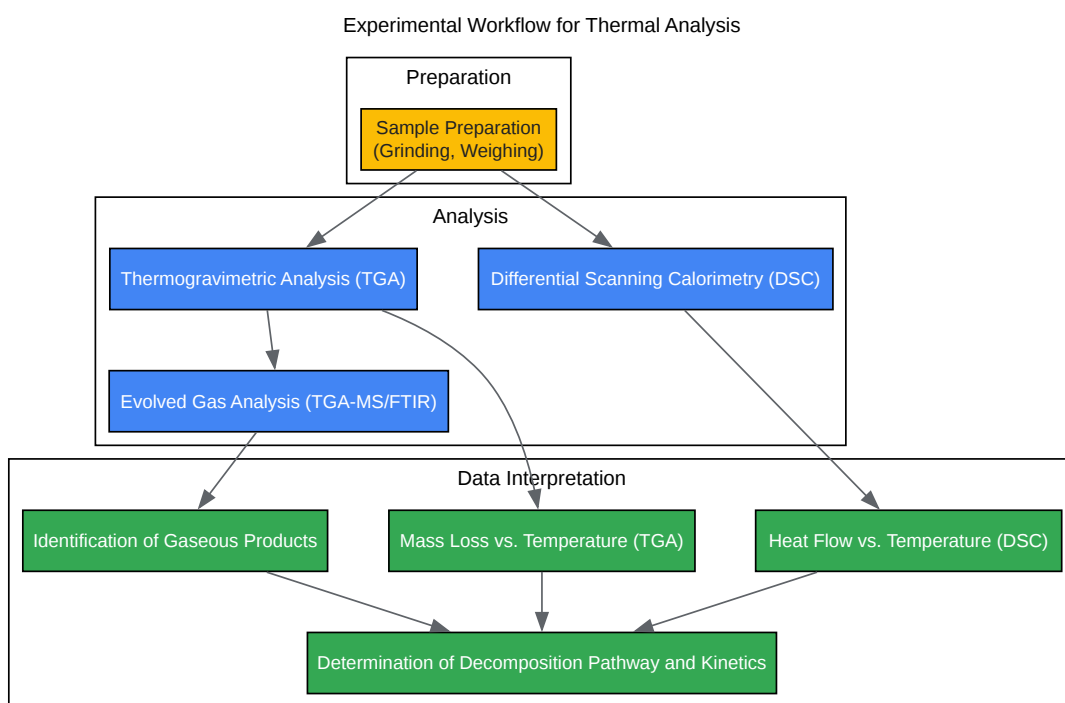 Experimental Workflow for Thermal Analysis
Preparation
Sample Preparation
(Grinding, Weighing)
Analysis
Thermogravimetric Analysis (TGA)
Differential Scanning Calorimetry (DSC)
Evolved Gas Analysis (TGA-MS/FTIR)
Data Interpretation
Identification of Gaseous Products
Mass Loss vs. Temperature (TGA)
Heat Flow vs. Temperature (DSC)
Determination of Decomposition Pathway and Kinetics